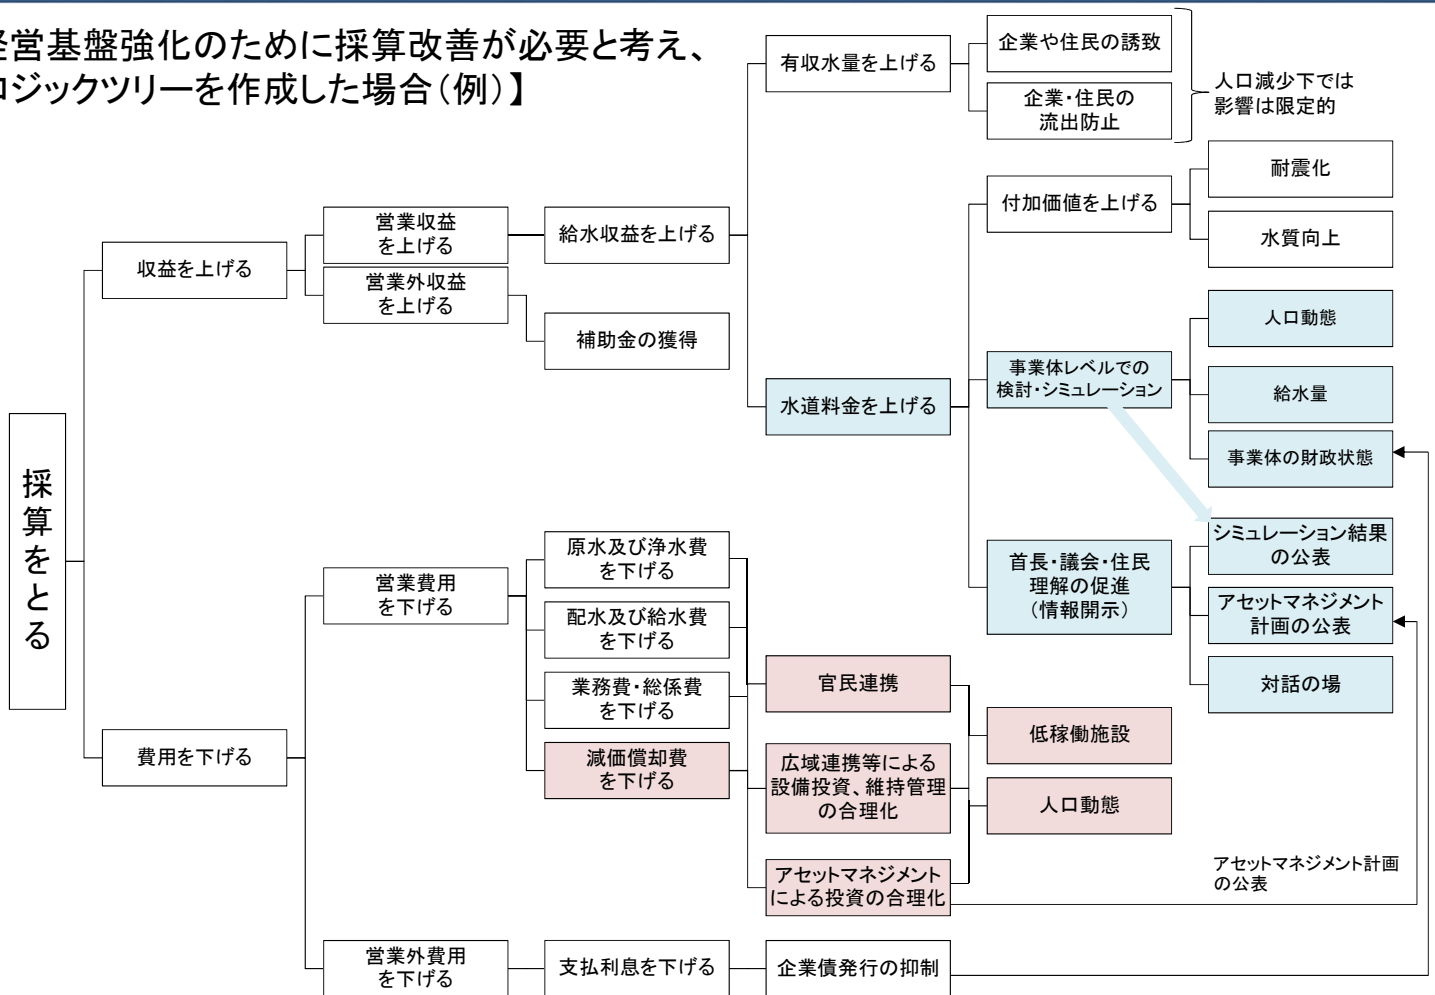 経営基盤強化のために採算改善が必要と考え、
ロジックツリーを作成した場合（例）】
採算をとる
収益を上げる
費用を下げる
営業収益
を上げる
営業外収益
を上げる
給水収益を上げる
補助金の獲得
有収水量を上げる
水道料金を上げる
企業や住民の誘致
企業・住民の
流出防止
人口減少下では
影響は限定的
付加価値を上げる
耐震化
水質向上
事業体レベルでの
検討・シミュレーション
人口動態
給水量
事業体の財政状態
首長・議会・住民
理解の促進
（情報開示）
シミュレーション結果
の公表
アセットマネジメント
計画の公表
対話の場
営業費用
を下げる
原水及び浄水費
を下げる
配水及び給水費
を下げる
業務費・総係費
を下げる
減価償却費
を下げる
官民連携
広域連携等による
設備投資、維持管理
の合理化
アセットマネジメント
による投資の合理化
低稼働施設
人口動態
アセットマネジメント計画
の公表
営業外費用
を下げる
支払利息を下げる
企業債発行の抑制